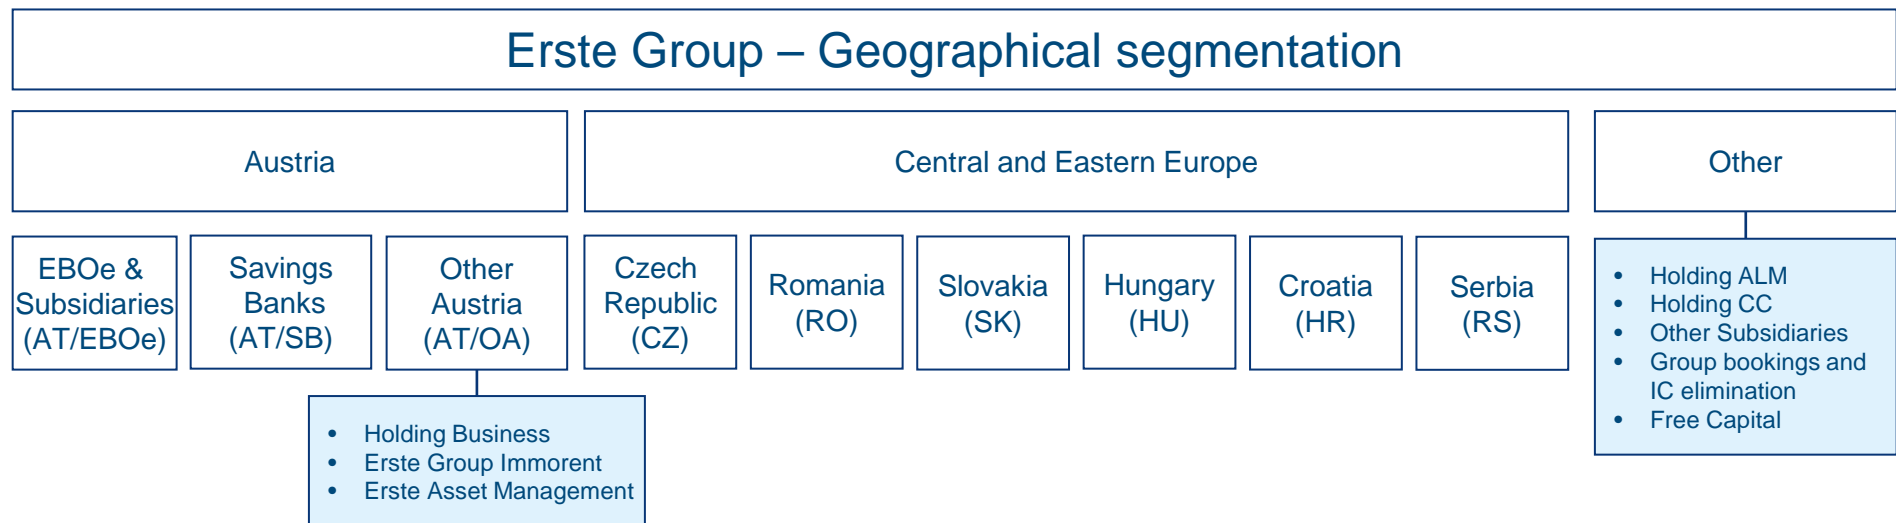 Erste Group – Geographical segmentation
Austria
Central and Eastern Europe
Other
EBOe &
Subsidiaries
(AT/EBOe)
Savings
Banks
(AT/SB)
Other
Austria
(AT/OA)
Czech
Republic
(CZ)
Romania
(RO)
Slovakia
(SK)
Hungary
(HU)
Croatia
(HR)
Serbia
(RS)
• Holding ALM
• Holding CC
• Other Subsidiaries
• Group bookings and
IC elimination
• Free Capital
• Holding Business
• Erste Group Immorent
• Erste Asset Management